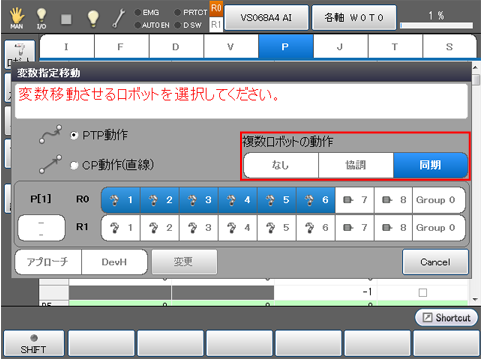 MAN I/O EMG AUTO EN PRTCT D SW R0 R1 VS068A4 AI 各軸 W0T0 1 %
I F D V P J T S
変数指定移動
変数移動させるロボットを選択してください。
PTP動作
複数ロボットの動作
なし 協調 同期
CP動作(直線)
P[1] R0 1 2 3 4 5 6 7 8 Group 0
-- R1 1 2 3 4 5 6 7 8 Group 0
アプローチ DevH 変更 Cancel
-1
Shortcut
SHIFT